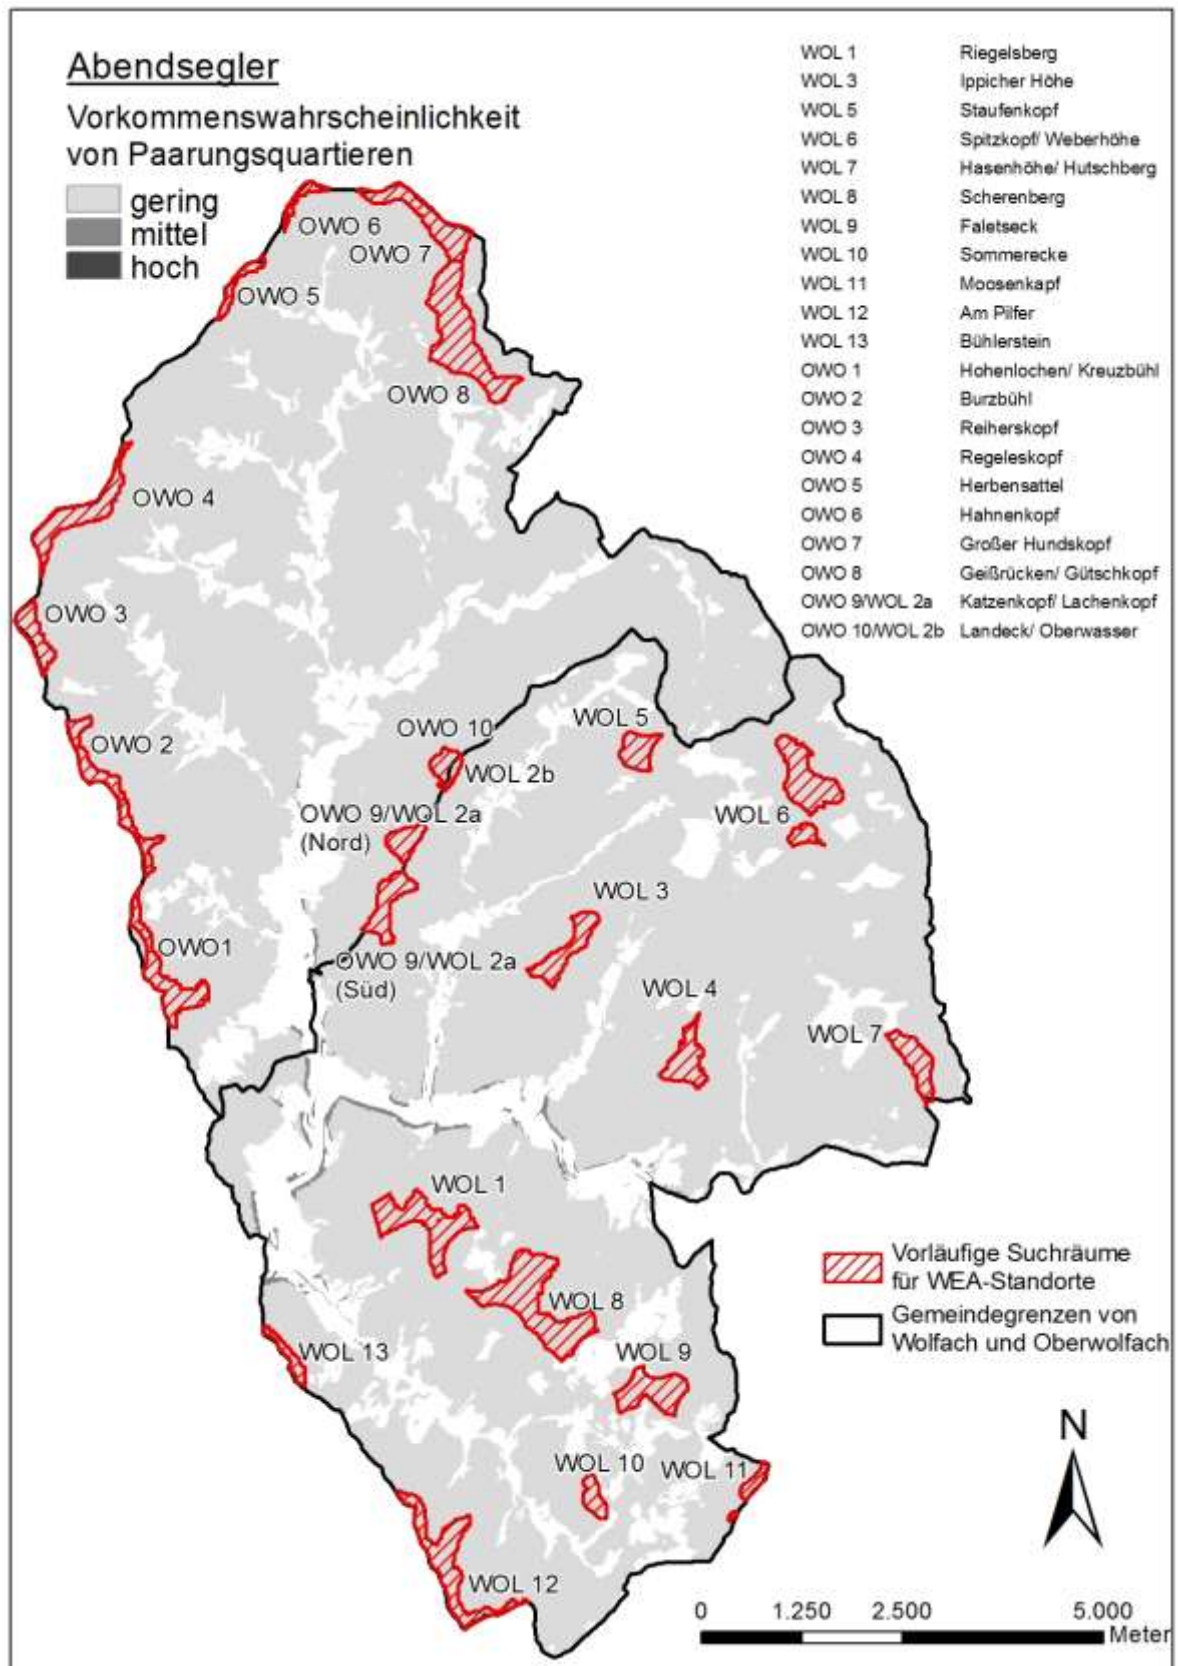 Abendsegler
Vorkommenswahrscheinlichkeit
von Paarungsquartieren
gering
mittel
hoch
WOL 1 Riegelsberg
WOL 3 Ippicher Höhe
WOL 5 Staufenkopf
WOL 6 Spitzkopf/ Weberhöhe
WOL 7 Hasenhöhe/ Hutschberg
WOL 8 Scherenberg
WOL 9 Faletseck
WOL 10 Sommerecke
WOL 11 Moosenkapf
WOL 12 Am Pilfer
WOL 13 Bühlerstein
OWO 1 Hohenlochen/ Kreuzbühl
OWO 2 Burzbühl
OWO 3 Reiherskopf
OWO 4 Regeleskopf
OWO 5 Herbensattel
OWO 6 Hahnenkopf
OWO 7 Großer Hundskopf
OWO 8 Geißrücken/ Gütschkopf
OWO 9/WOL 2a Katzenkopf/ Lachenkopf
OWO 10/WOL 2b Landeck/ Oberwasser
OWO 6
OWO 7
OWO 5
OWO 8
OWO 4
OWO 3
OWO 2
OWO 10
WOL 5
WOL 2b
OWO 9/WOL 2a
(Nord)
WOL 6
WOL 3
OWO1
OWO 9/WOL 2a
(Süd)
WOL 4
WOL 7
WOL 1
WOL 8
WOL 13
WOL 9
WOL 10
WOL 11
WOL 12
Vorläufige Suchräume
für WEA-Standorte
Gemeindegrenzen von
Wolfach und Oberwolfach
N
0 1.250 2.500 5.000
Meter